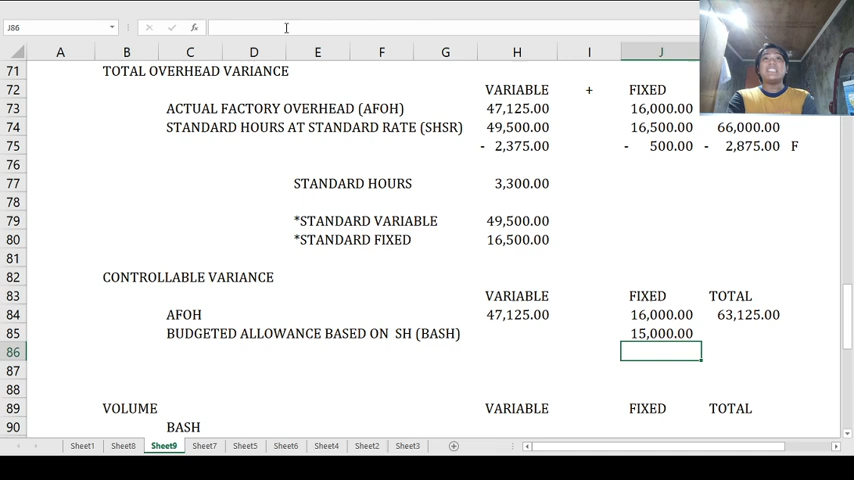 J86
fx
A B C D E F G H I J
71 TOTAL OVERHEAD VARIANCE
72 VARIABLE + FIXED
73 ACTUAL FACTORY OVERHEAD (AFOH) 47,125.00 16,000.00
74 STANDARD HOURS AT STANDARD RATE (SHSR) 49,500.00 16,500.00 66,000.00
75 - 2,375.00 - 500.00 - 2,875.00 F
76
77 STANDARD HOURS 3,300.00
78
79 *STANDARD VARIABLE 49,500.00
80 *STANDARD FIXED 16,500.00
81
82 CONTROLLABLE VARIANCE
83 VARIABLE FIXED TOTAL
84 AFOH 47,125.00 16,000.00 63,125.00
85 BUDGETED ALLOWANCE BASED ON SH (BASH) 15,000.00
86
87
88
89 VOLUME VARIABLE FIXED TOTAL
90 BASH
Sheet1 Sheet8 Sheet9 Sheet7 Sheet5 Sheet6 Sheet4 Sheet2 Sheet3